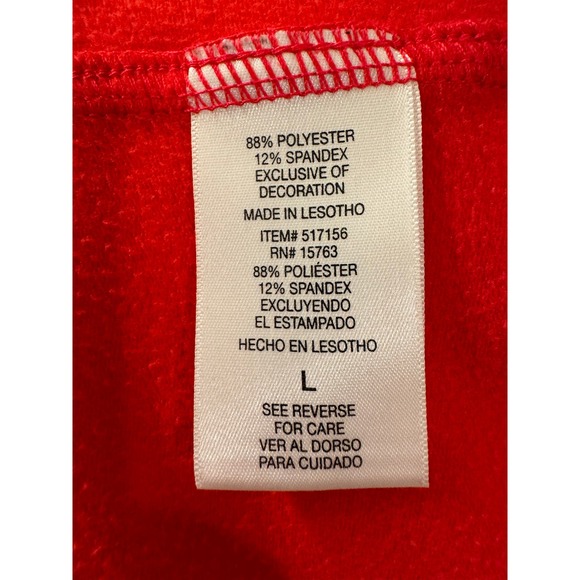 88% POLYESTER
12% SPANDEX
EXCLUSIVE OF
DECORATION
MADE IN LESOTHO
ITEM# 517156
RN# 15763
88% POLIÉSTER
12% SPANDEX
EXCLUYENDO
EL ESTAMPADO
HECHO EN LESOTHO
L
SEE REVERSE
FOR CARE
VER AL DORSO
PARA CUIDADO